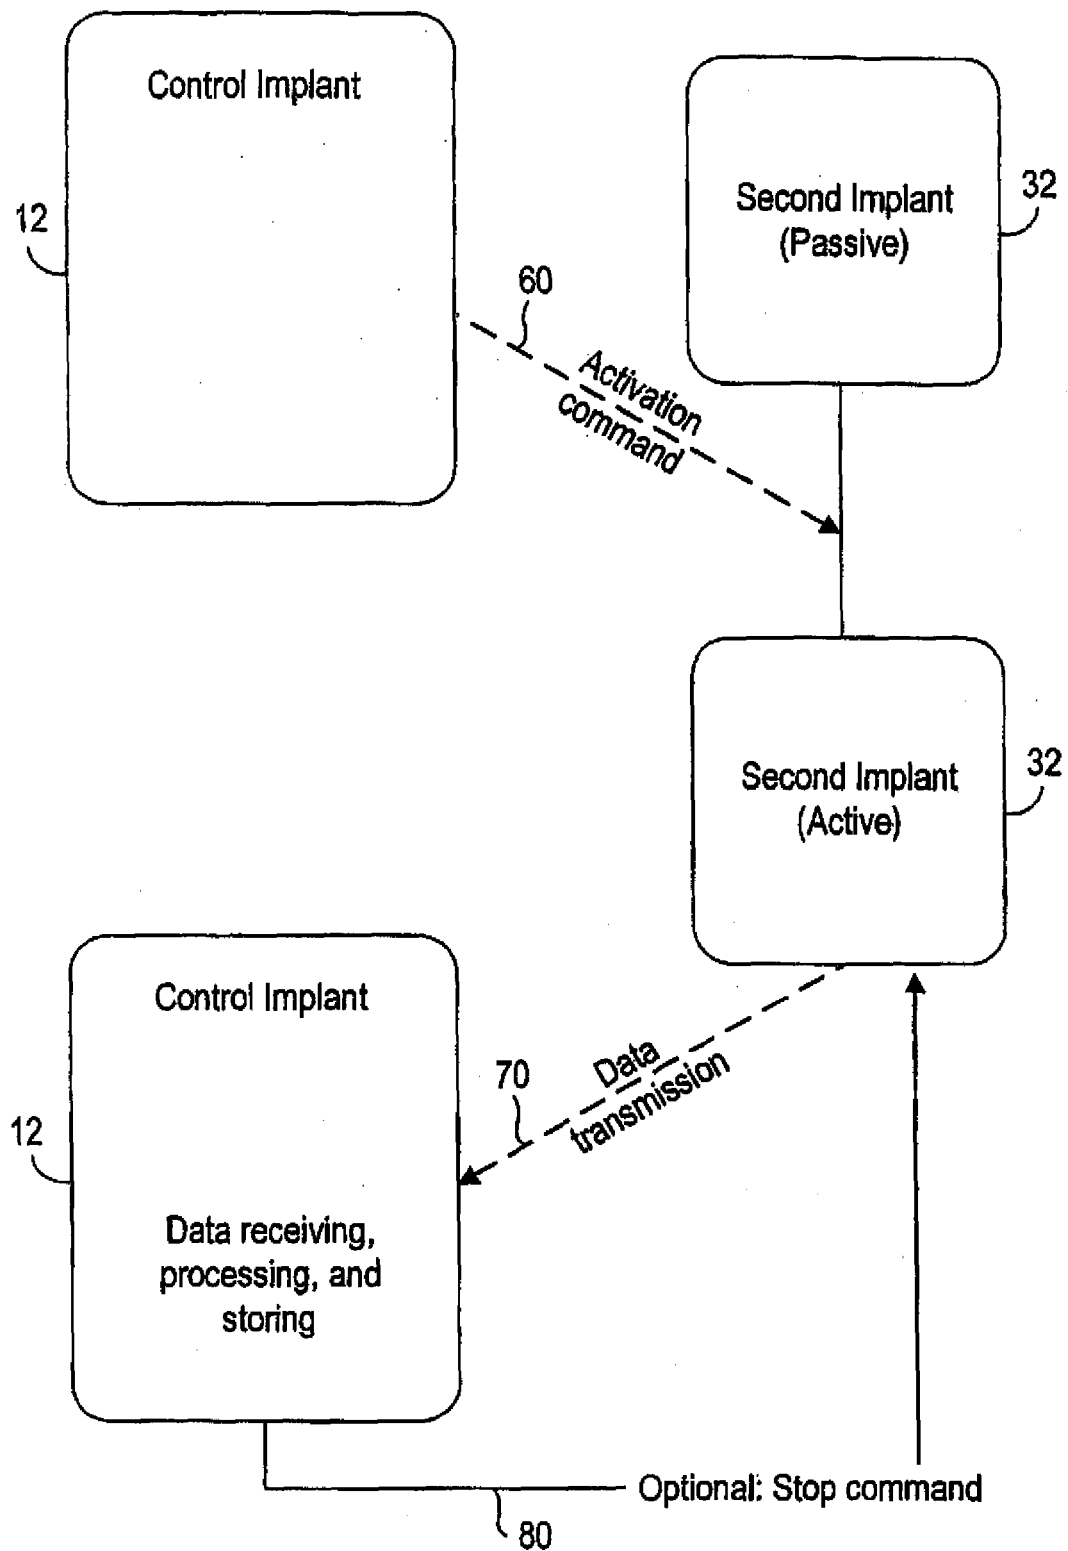 Control Implant
12
Second Implant
(Passive)
32
60
Activation
command
Second Implant
(Active)
32
Control Implant
12
70
Data
transmission
Data receiving,
processing, and
storing
Optional: Stop command
80